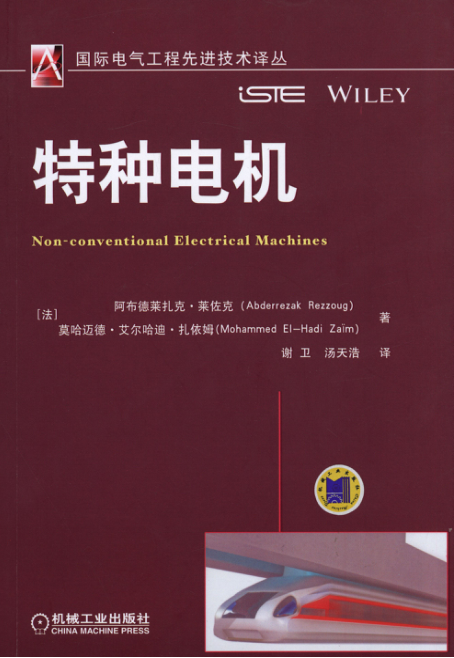 国际电气工程先进技术译丛
iSTE WILEY
特种电机
Non-conventional Electrical Machines
[法] 阿布德莱扎克·莱佐克 (Abderrezak Rezzoug)
莫哈迈德·艾尔哈迪·扎依姆(Mohammed El-Hadi Zaïm) 著
谢 卫 汤天浩 译
机械工业出版社
CHINA MACHINE PRESS